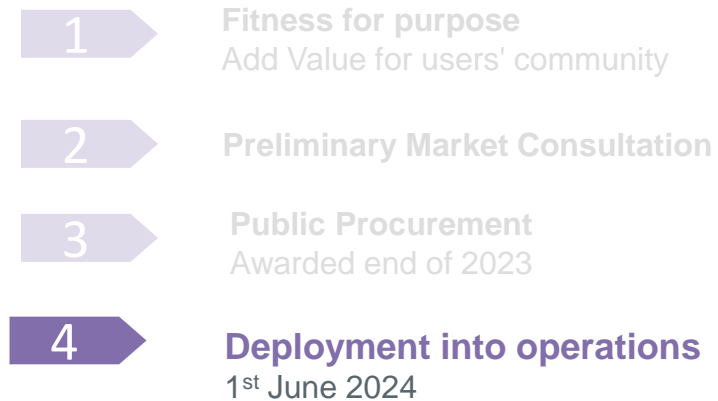 1
Fitness for purpose
Add Value for users' community
2
Preliminary Market Consultation
3
Public Procurement
Awarded end of 2023
4
Deployment into operations
1st June 2024